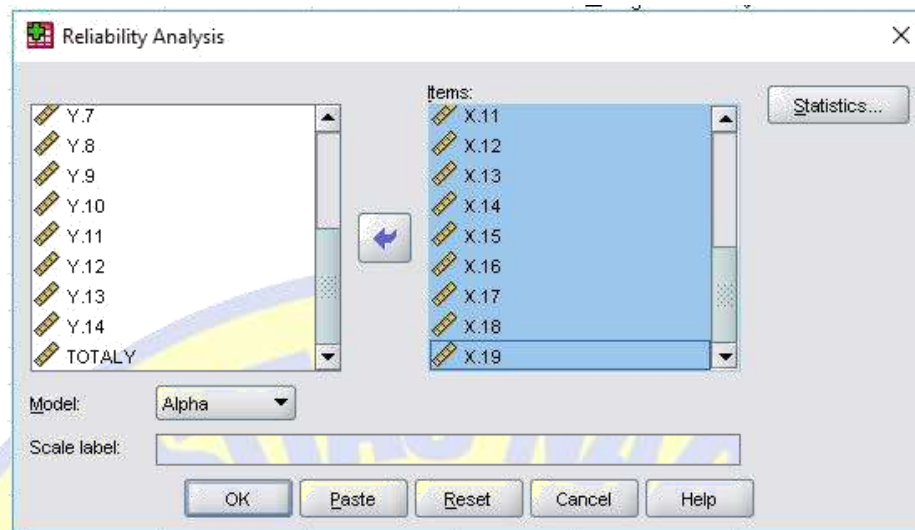 Reliability Analysis
Items:
Y.7
Y.8
Y.9
Y.10
Y.11
Y.12
Y.13
Y.14
TOTALY
X.11
X.12
X.13
X.14
X.15
X.16
X.17
X.18
X.19
Statistics...
Model:
Alpha
Scale label:
OK
Paste
Reset
Cancel
Help